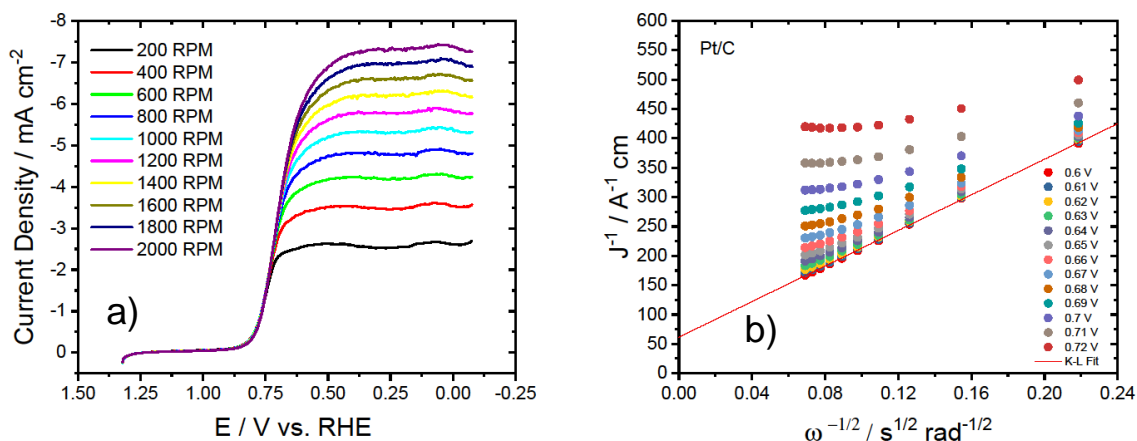 -7
-6
-5
-4
-3
-2
-1
0
Current Density / mA cm-2
200 RPM
400 RPM
600 RPM
800 RPM
1000 RPM
1200 RPM
1400 RPM
1600 RPM
1800 RPM
2000 RPM
a)
1.25 1.00 0.75 0.50 0.25 0.00 -0.25
E / V vs. RHE
600
550
500
450
400
350
300
250
200
150
100
50
0
J-1 / A-1 cm
Pt/C
0.6 V
0.61 V
0.62 V
0.63 V
0.64 V
0.65 V
0.66 V
0.67 V
0.68 V
0.69 V
0.7 V
0.71 V
0.72 V
K-L Fit
b)
0.00 0.04 0.08 0.12 0.16 0.20 0.24
ω -1/2 / s1/2 rad-1/2